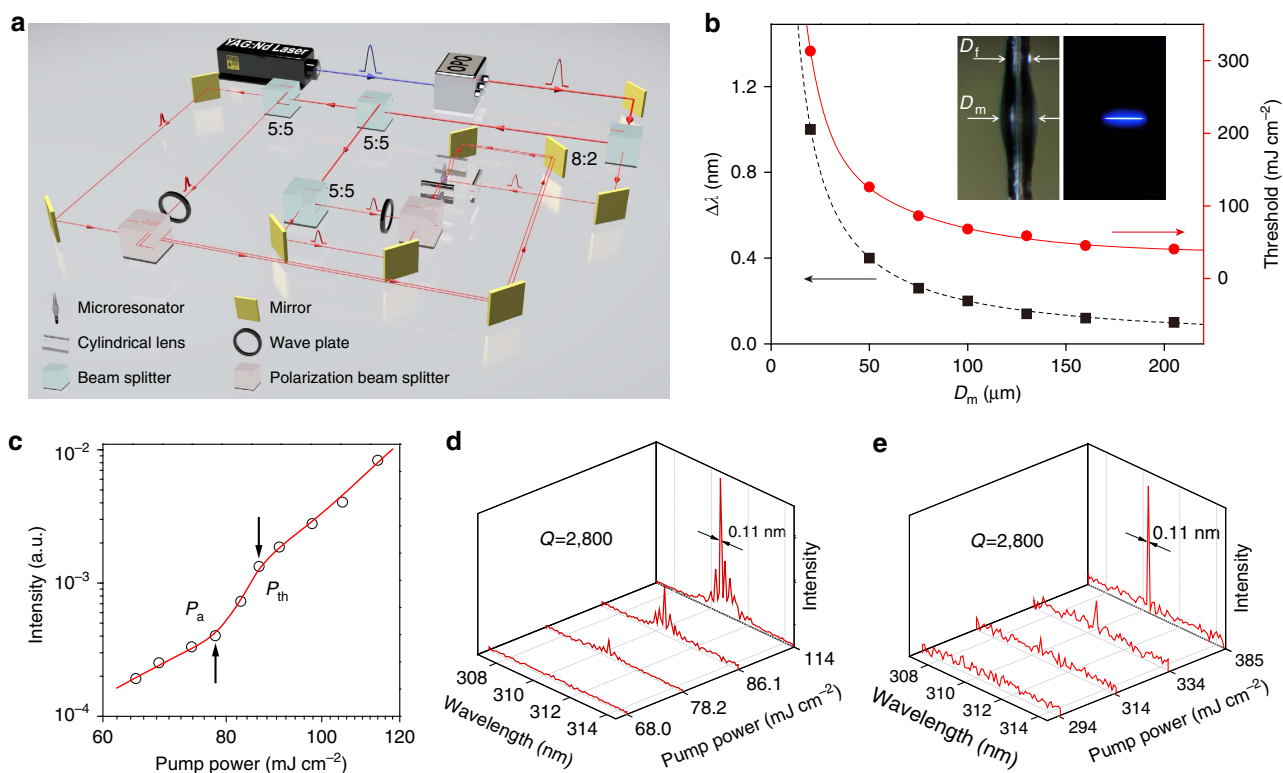 a
YAG:Nd Laser
OPO
5:5
5:5
8:2
5:5
Microresonator
Mirror
Cylindrical lens
Wave plate
Beam splitter
Polarization beam splitter
b
1.2
0.8
0.4
0.0
Δλ (nm)
D_f
D_m
300
200
100
0
Threshold (mJ cm⁻²)
0 50 100 150 200
D_m (μm)
c
10⁻²
10⁻³
10⁻⁴
Intensity (a.u.)
P_a
P_th
60 80 100 120
Pump power (mJ cm⁻²)
d
Q=2,800
0.11 nm
Intensity
308
310
312
314
Wavelength (nm)
68.0
78.2
86.1
114
Pump power (mJ cm⁻²)
e
Q=2,800
0.11 nm
Intensity
308
310
312
314
Wavelength (nm)
294
314
334
385
Pump power (mJ cm⁻²)